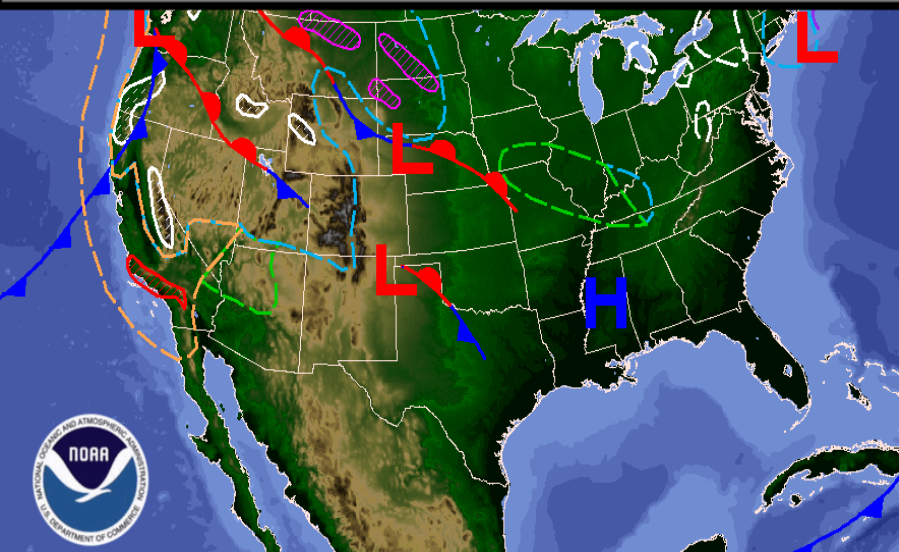 L
L
L
L
H
NATIONAL OCEANIC AND ATMOSPHERIC ADMINISTRATION
NOAA
U.S. DEPARTMENT OF COMMERCE